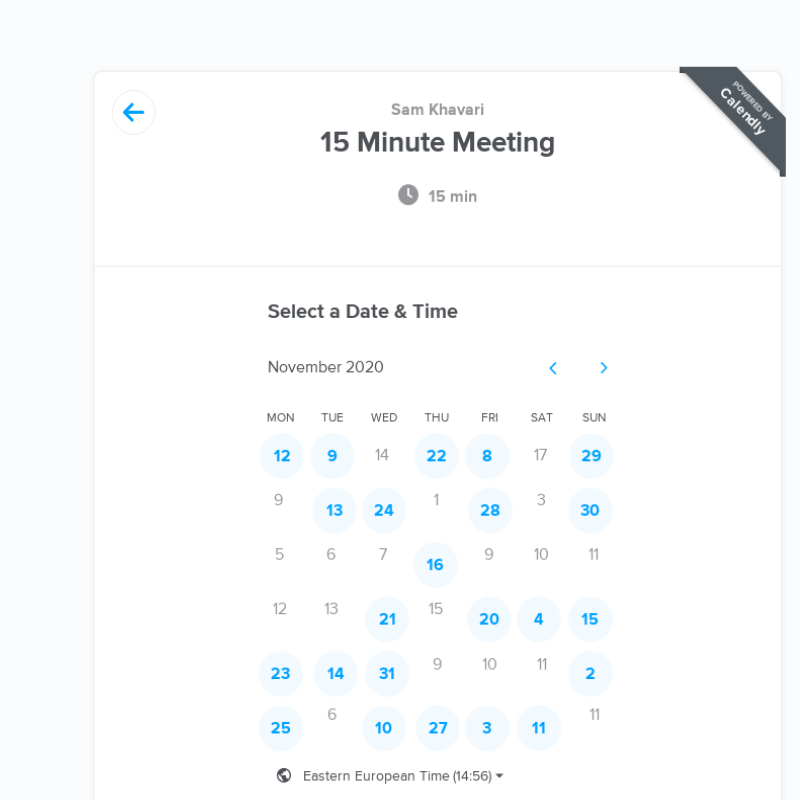 POWERED BY
Calendly
Sam Khavari
15 Minute Meeting
15 min
Select a Date & Time
November 2020
MON TUE WED THU FRI SAT SUN
12 9 14 22 8 17 29
9 13 24 1 28 3 30
5 6 7 16 9 10 11
12 13 21 15 20 4 15
23 14 31 9 10 11 2
25 6 10 27 3 11 11
Eastern European Time (14:56)